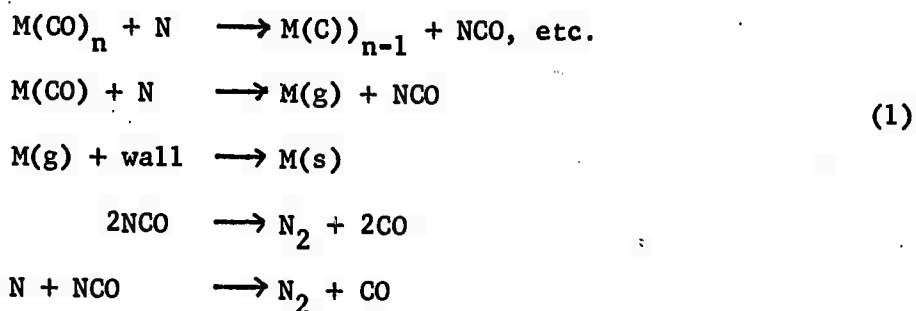 M(CO)n + N ⟶ M(C))n-1 + NCO, etc.
M(CO) + N ⟶ M(g) + NCO
(1)
M(g) + wall ⟶ M(s)
2NCO ⟶ N2 + 2CO
N + NCO ⟶ N2 + CO